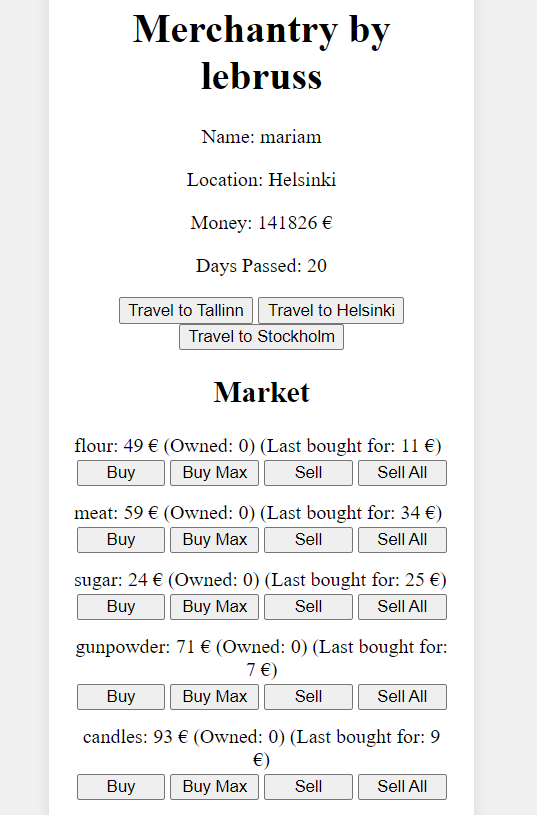 Merchantry by
lebruss
Name: mariam
Location: Helsinki
Money: 141826 €
Days Passed: 20
Travel to Tallinn Travel to Helsinki
Travel to Stockholm
Market
flour: 49 € (Owned: 0) (Last bought for: 11 €)
Buy Buy Max Sell Sell All
meat: 59 € (Owned: 0) (Last bought for: 34 €)
Buy Buy Max Sell Sell All
sugar: 24 € (Owned: 0) (Last bought for: 25 €)
Buy Buy Max Sell Sell All
gunpowder: 71 € (Owned: 0) (Last bought for:
7 €)
Buy Buy Max Sell Sell All
candles: 93 € (Owned: 0) (Last bought for: 9
€)
Buy Buy Max Sell Sell All